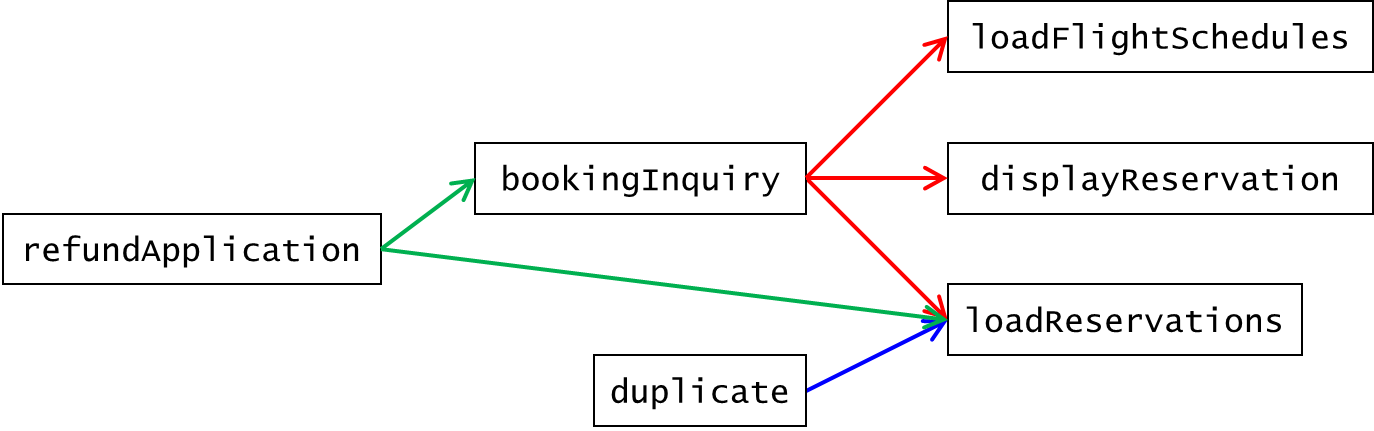 loadFlightSchedules
bookingInquiry
displayReservation
refundApplication
loadReservations
duplicate